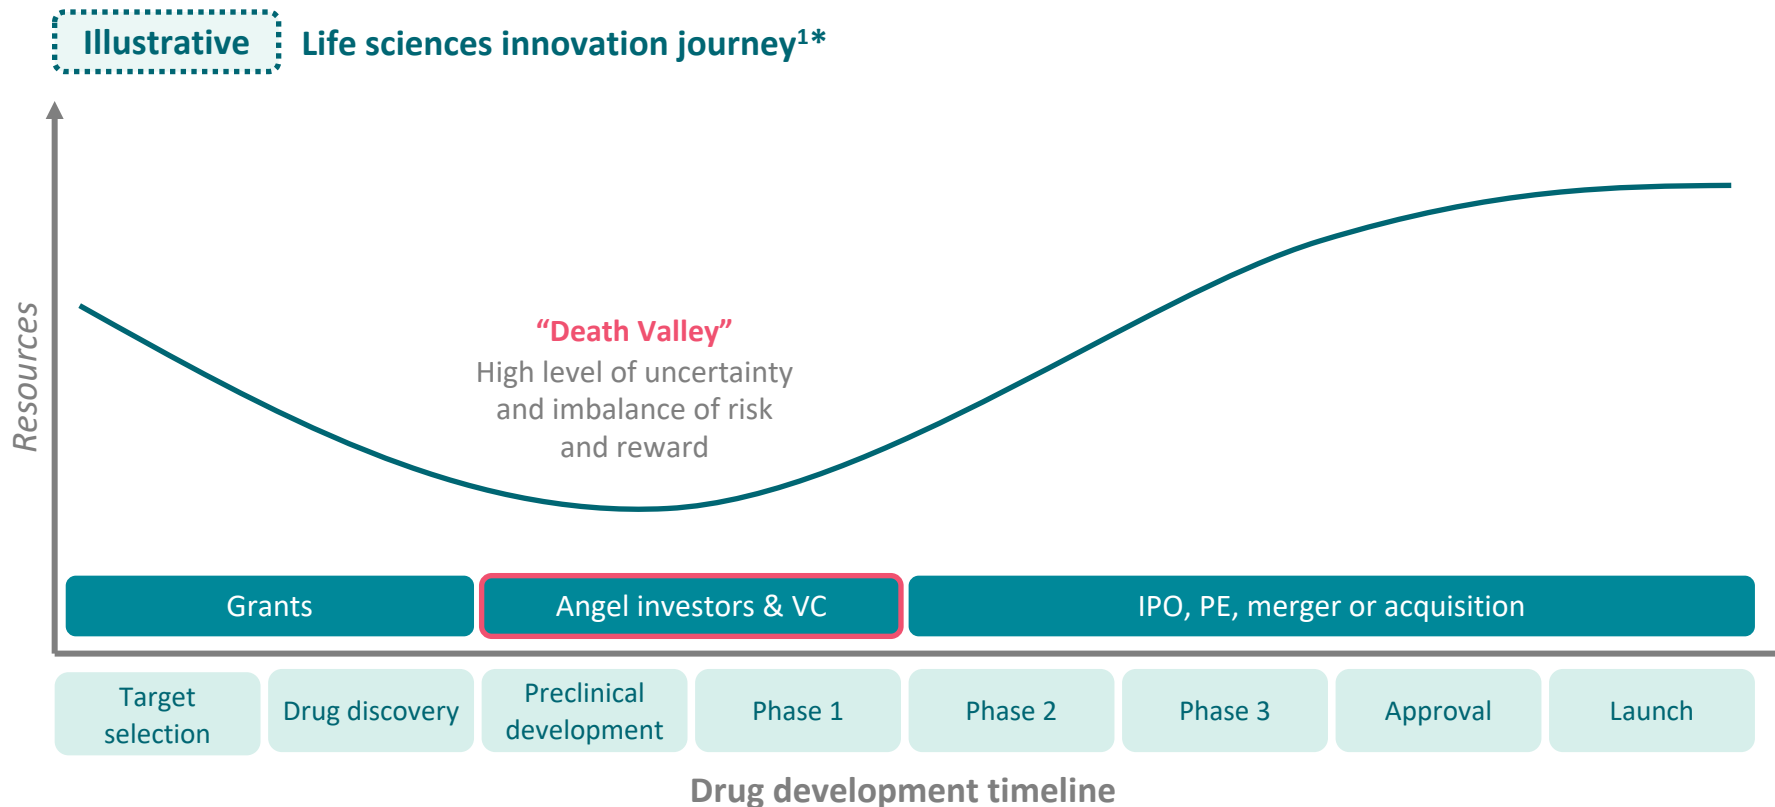 Illustrative
Life sciences innovation journey¹*
Resources
“Death Valley”
High level of uncertainty
and imbalance of risk
and reward
Grants
Angel investors & VC
IPO, PE, merger or acquisition
Target
selection
Drug discovery
Preclinical
development
Phase 1
Phase 2
Phase 3
Approval
Launch
Drug development timeline